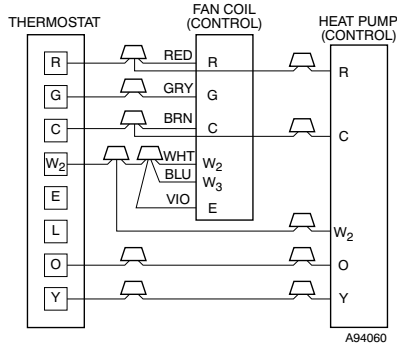 THERMOSTAT
FAN COIL
(CONTROL)
HEAT PUMP
(CONTROL)
R
RED
R
R
G
GRY
G
C
BRN
C
C
W2
WHT
W2
BLU
W3
E
VIO
E
L
W2
O
O
Y
Y
A94060